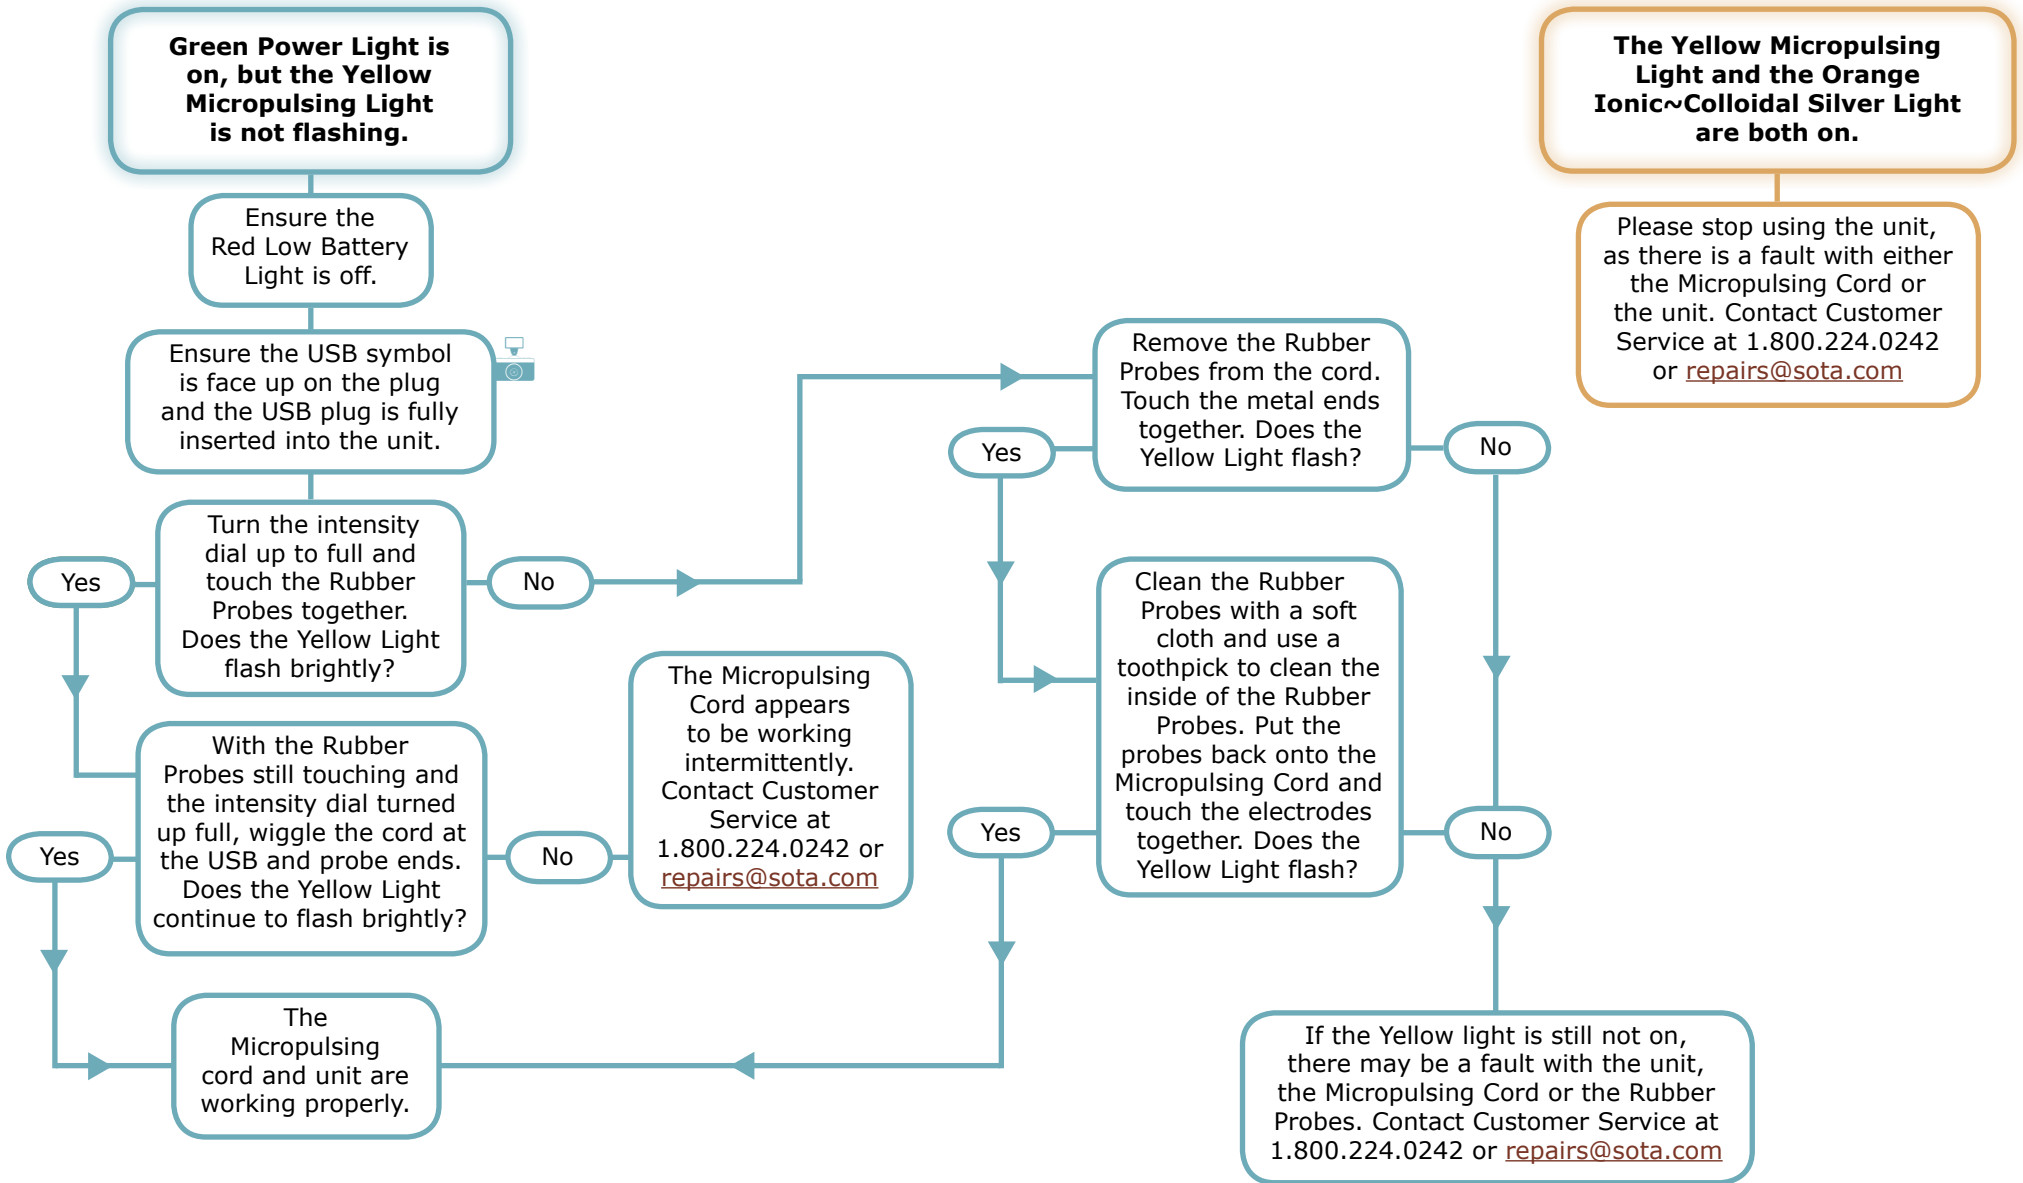 Green Power Light is
on, but the Yellow
Micropulsing Light
is not flashing.
Ensure the
Red Low Battery
Light is off.
Ensure the USB symbol
is face up on the plug
and the USB plug is fully
inserted into the unit.
Turn the intensity
dial up to full and
touch the Rubber
Probes together.
Does the Yellow Light
flash brightly?
Yes
No
With the Rubber
Probes still touching and
the intensity dial turned
up full, wiggle the cord at
the USB and probe ends.
Does the Yellow Light
continue to flash brightly?
Yes
No
The Micropulsing
Cord appears
to be working
intermittently.
Contact Customer
Service at
1.800.224.0242 or
repairs@sota.com
The
Micropulsing
cord and unit are
working properly.
Remove the Rubber
Probes from the cord.
Touch the metal ends
together. Does the
Yellow Light flash?
Yes
No
Clean the Rubber
Probes with a soft
cloth and use a
toothpick to clean the
inside of the Rubber
Probes. Put the
probes back onto the
Micropulsing Cord and
touch the electrodes
together. Does the
Yellow Light flash?
Yes
No
If the Yellow light is still not on,
there may be a fault with the unit,
the Micropulsing Cord or the Rubber
Probes. Contact Customer Service at
1.800.224.0242 or repairs@sota.com
The Yellow Micropulsing
Light and the Orange
Ionic~Colloidal Silver Light
are both on.
Please stop using the unit,
as there is a fault with either
the Micropulsing Cord or
the unit. Contact Customer
Service at 1.800.224.0242
or repairs@sota.com